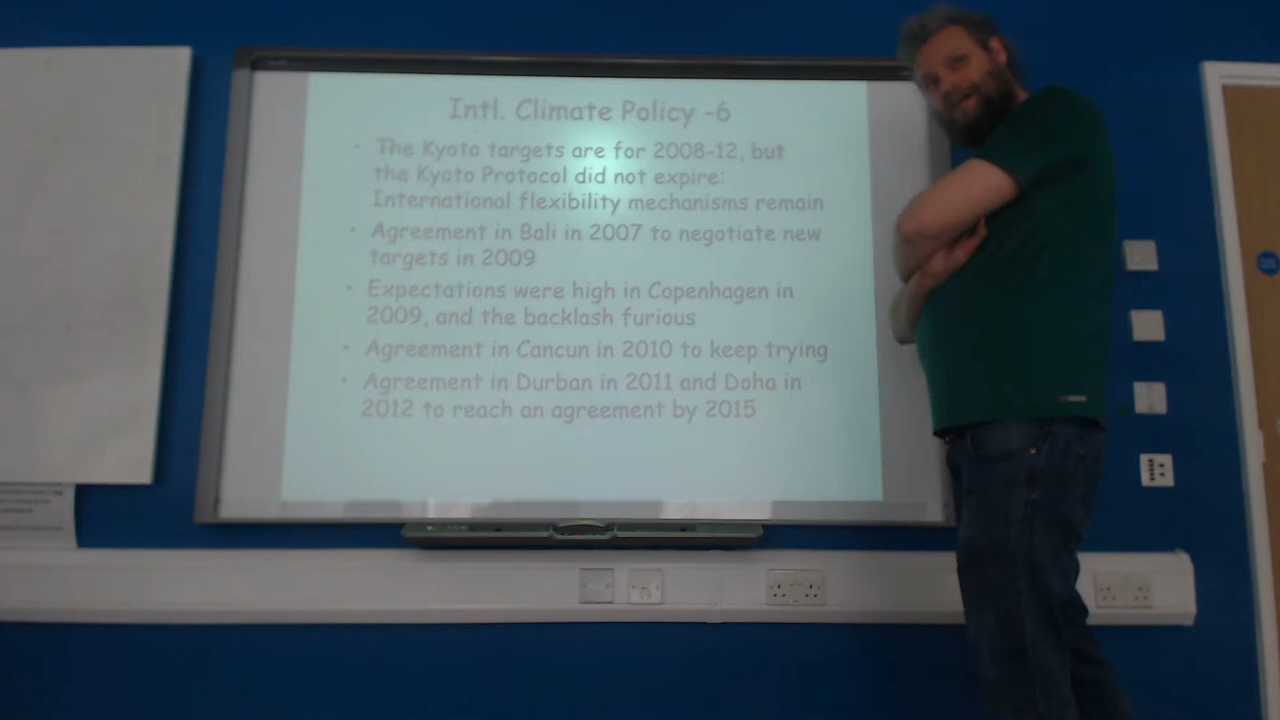 Intl. Climate Policy -6
• The Kyoto targets are for 2008-12, but
the Kyoto Protocol did not expire:
International flexibility mechanisms remain
• Agreement in Bali in 2007 to negotiate new
targets in 2009
• Expectations were high in Copenhagen in
2009, and the backlash furious
• Agreement in Cancun in 2010 to keep trying
• Agreement in Durban in 2011 and Doha in
2012 to reach an agreement by 2015